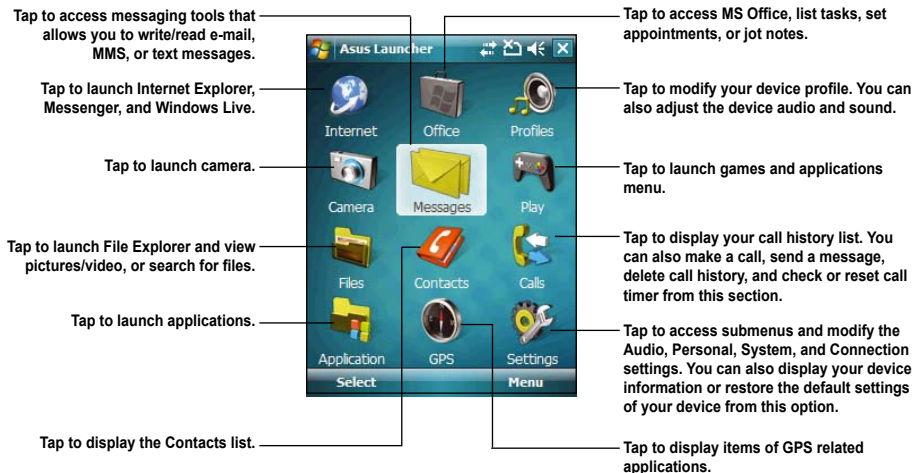 Tap to access messaging tools that
allows you to write/read e-mail,
MMS, or text messages.
Tap to launch Internet Explorer,
Messenger, and Windows Live.
Tap to launch camera.
Tap to launch File Explorer and view
pictures/video, or search for files.
Tap to launch applications.
Tap to display the Contacts list.
Asus Launcher
Internet
Office
Profiles
Camera
Messages
Play
Files
Contacts
Calls
Application
GPS
Settings
Select
Menu
Tap to access MS Office, list tasks, set
appointments, or jot notes.
Tap to modify your device profile. You can
also adjust the device audio and sound.
Tap to launch games and applications
menu.
Tap to display your call history list. You
can also make a call, send a message,
delete call history, and check or reset call
timer from this section.
Tap to access submenus and modify the
Audio, Personal, System, and Connection
settings. You can also display your device
information or restore the default settings
of your device from this option.
Tap to display items of GPS related
applications.